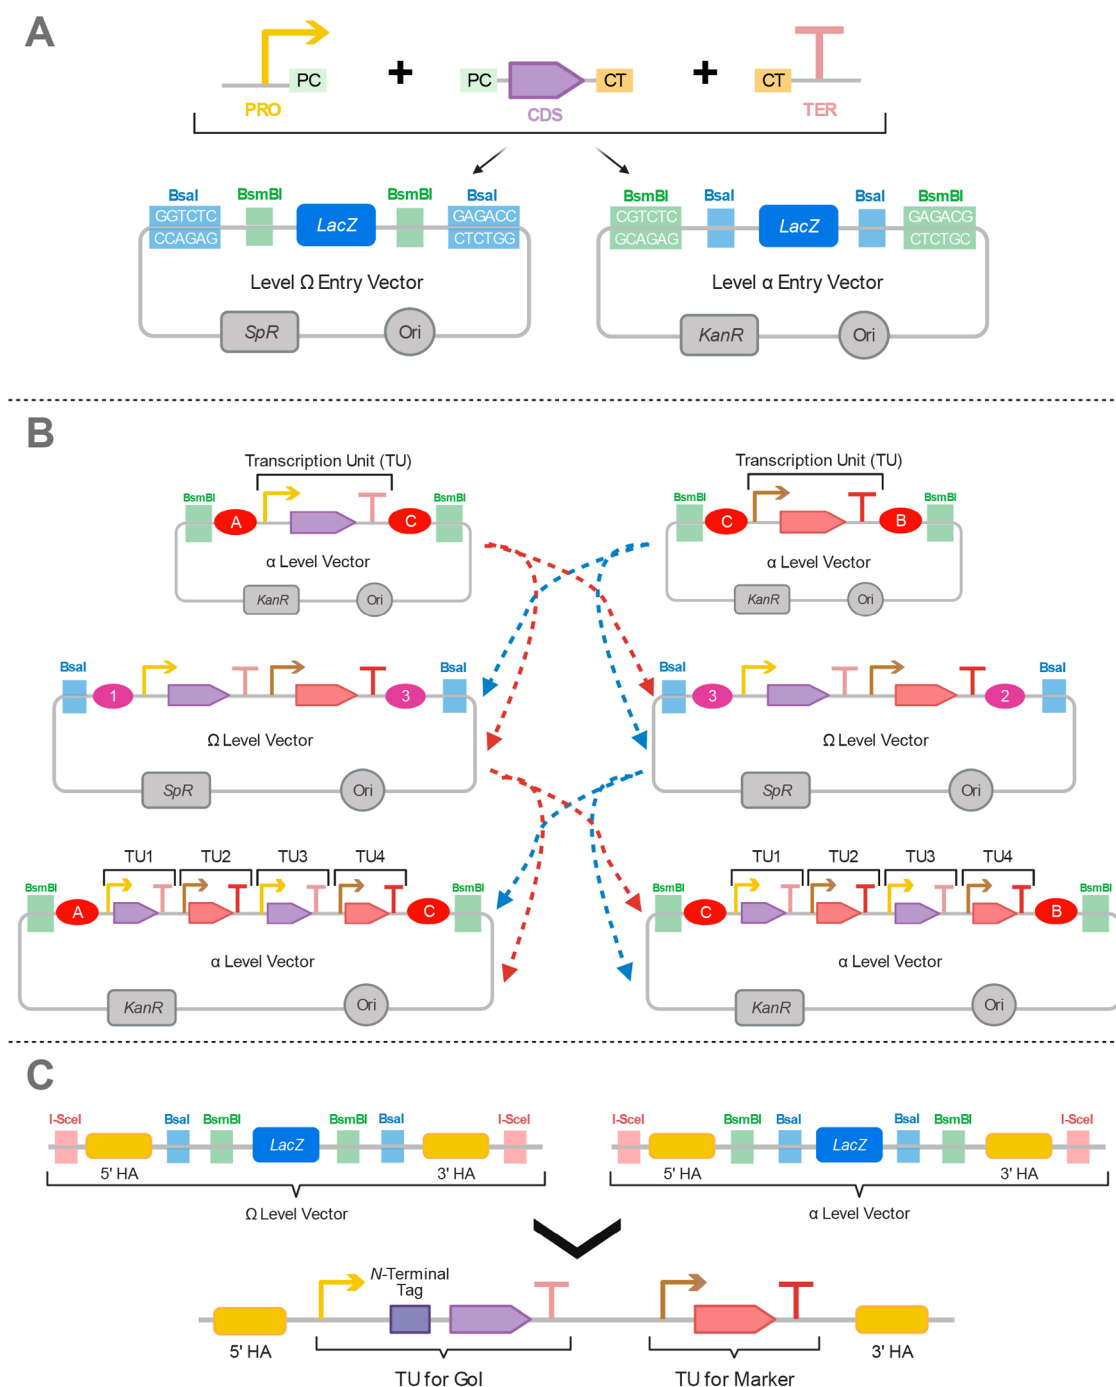 A
PC
PRO
+
PC
CT
CDS
+
CT
TER
BsaI
BsmBI
BsmBI
BsaI
GGTCTC
CCAGAG
LacZ
GAGACC
CTCTGG
Level Ω Entry Vector
SpR
Ori
BsmBI
BsaI
BsaI
BsmBI
CGTCTC
GCAGAG
LacZ
GAGACG
CTCTGC
Level α Entry Vector
KanR
Ori
B
Transcription Unit (TU)
BsmBI
BsmBI
A
C
α Level Vector
KanR
Ori
Transcription Unit (TU)
BsmBI
BsmBI
C
B
α Level Vector
KanR
Ori
BsaI
BsaI
1
3
Ω Level Vector
SpR
Ori
BsaI
BsaI
3
2
Ω Level Vector
SpR
Ori
TU1
TU2
TU3
TU4
BsmBI
BsmBI
A
C
α Level Vector
KanR
Ori
TU1
TU2
TU3
TU4
BsmBI
BsmBI
C
B
α Level Vector
KanR
Ori
C
I-SceI
BsaI
BsmBI
BsmBI
BsaI
I-SceI
LacZ
5' HA
3' HA
Ω Level Vector
I-SceI
BsmBI
BsaI
BsaI
BsmBI
I-SceI
LacZ
5' HA
3' HA
α Level Vector
N-Terminal
Tag
5' HA
3' HA
TU for GoI
TU for Marker